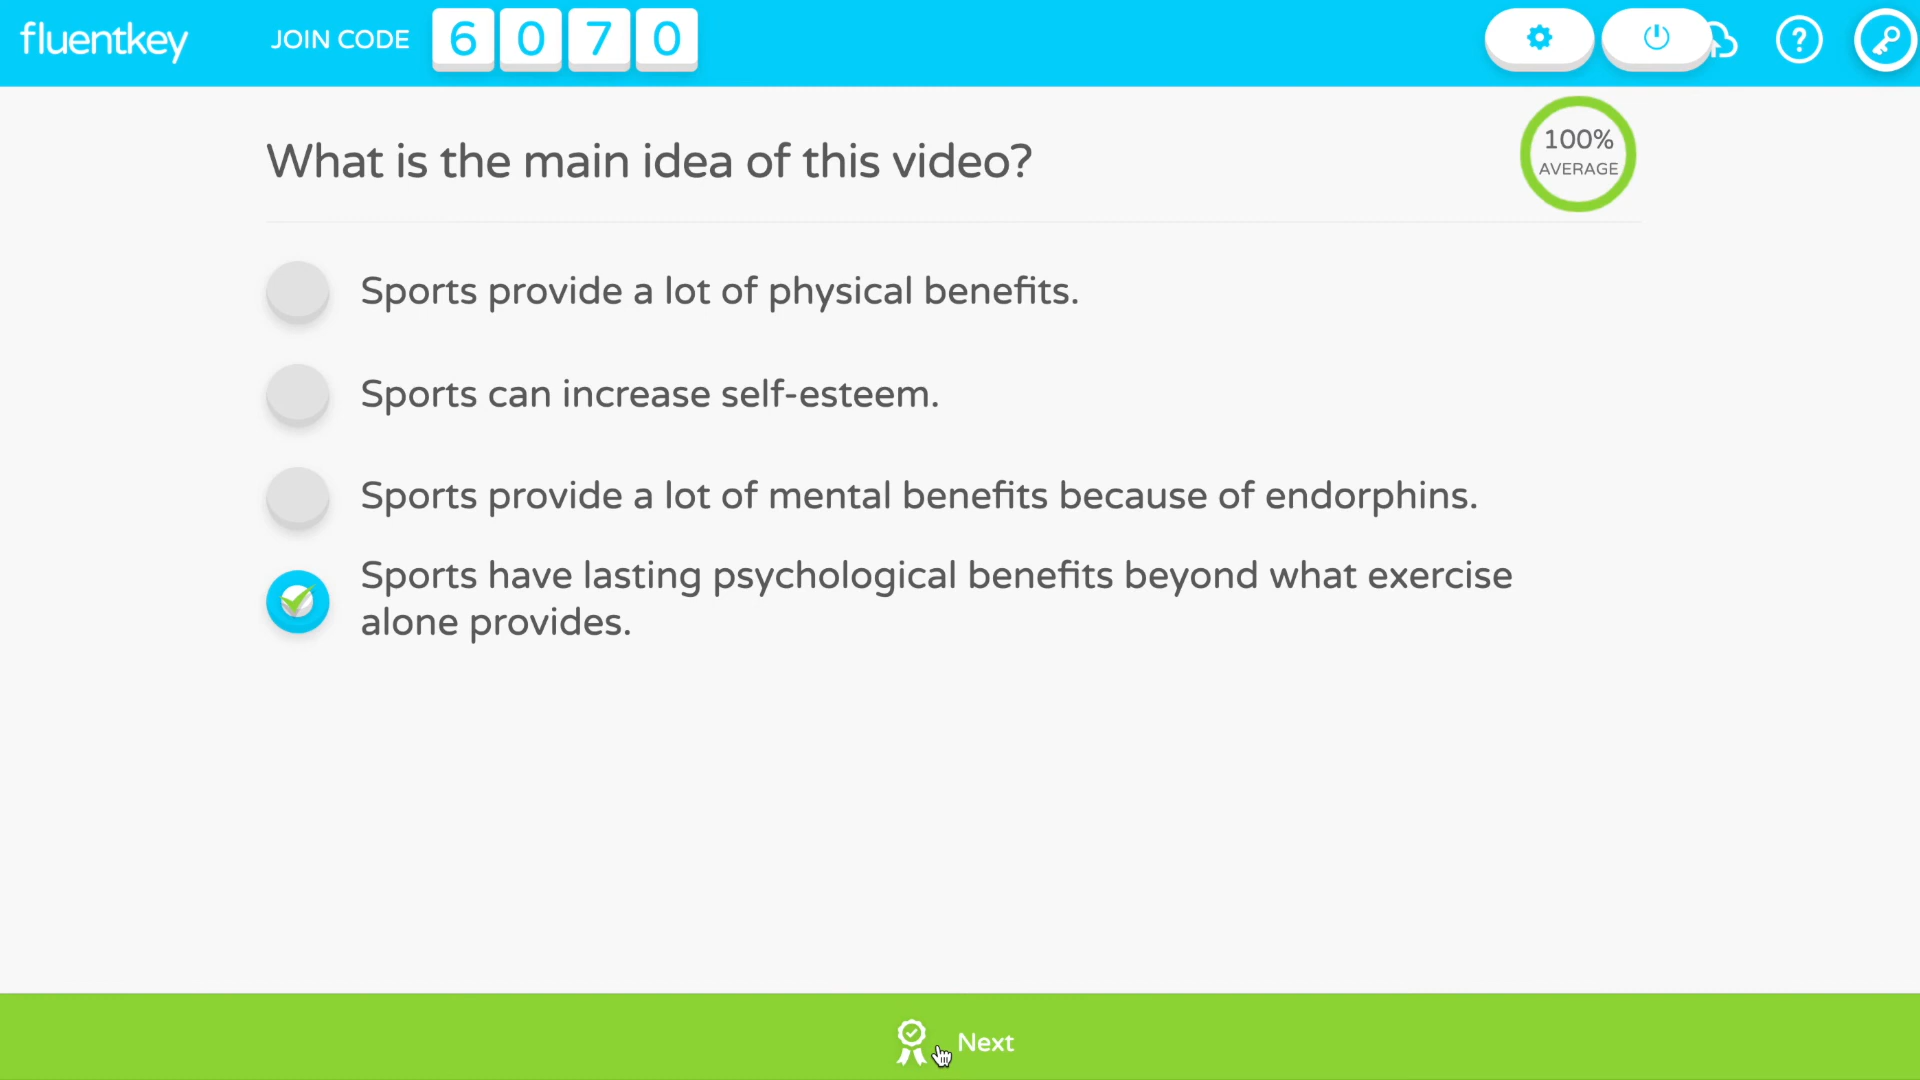 fluentkey
JOIN CODE
6 0 7 0
?
What is the main idea of this video?
100%
AVERAGE
Sports provide a lot of physical benefits.
Sports can increase self-esteem.
Sports provide a lot of mental benefits because of endorphins.
Sports have lasting psychological benefits beyond what exercise
alone provides.
Next